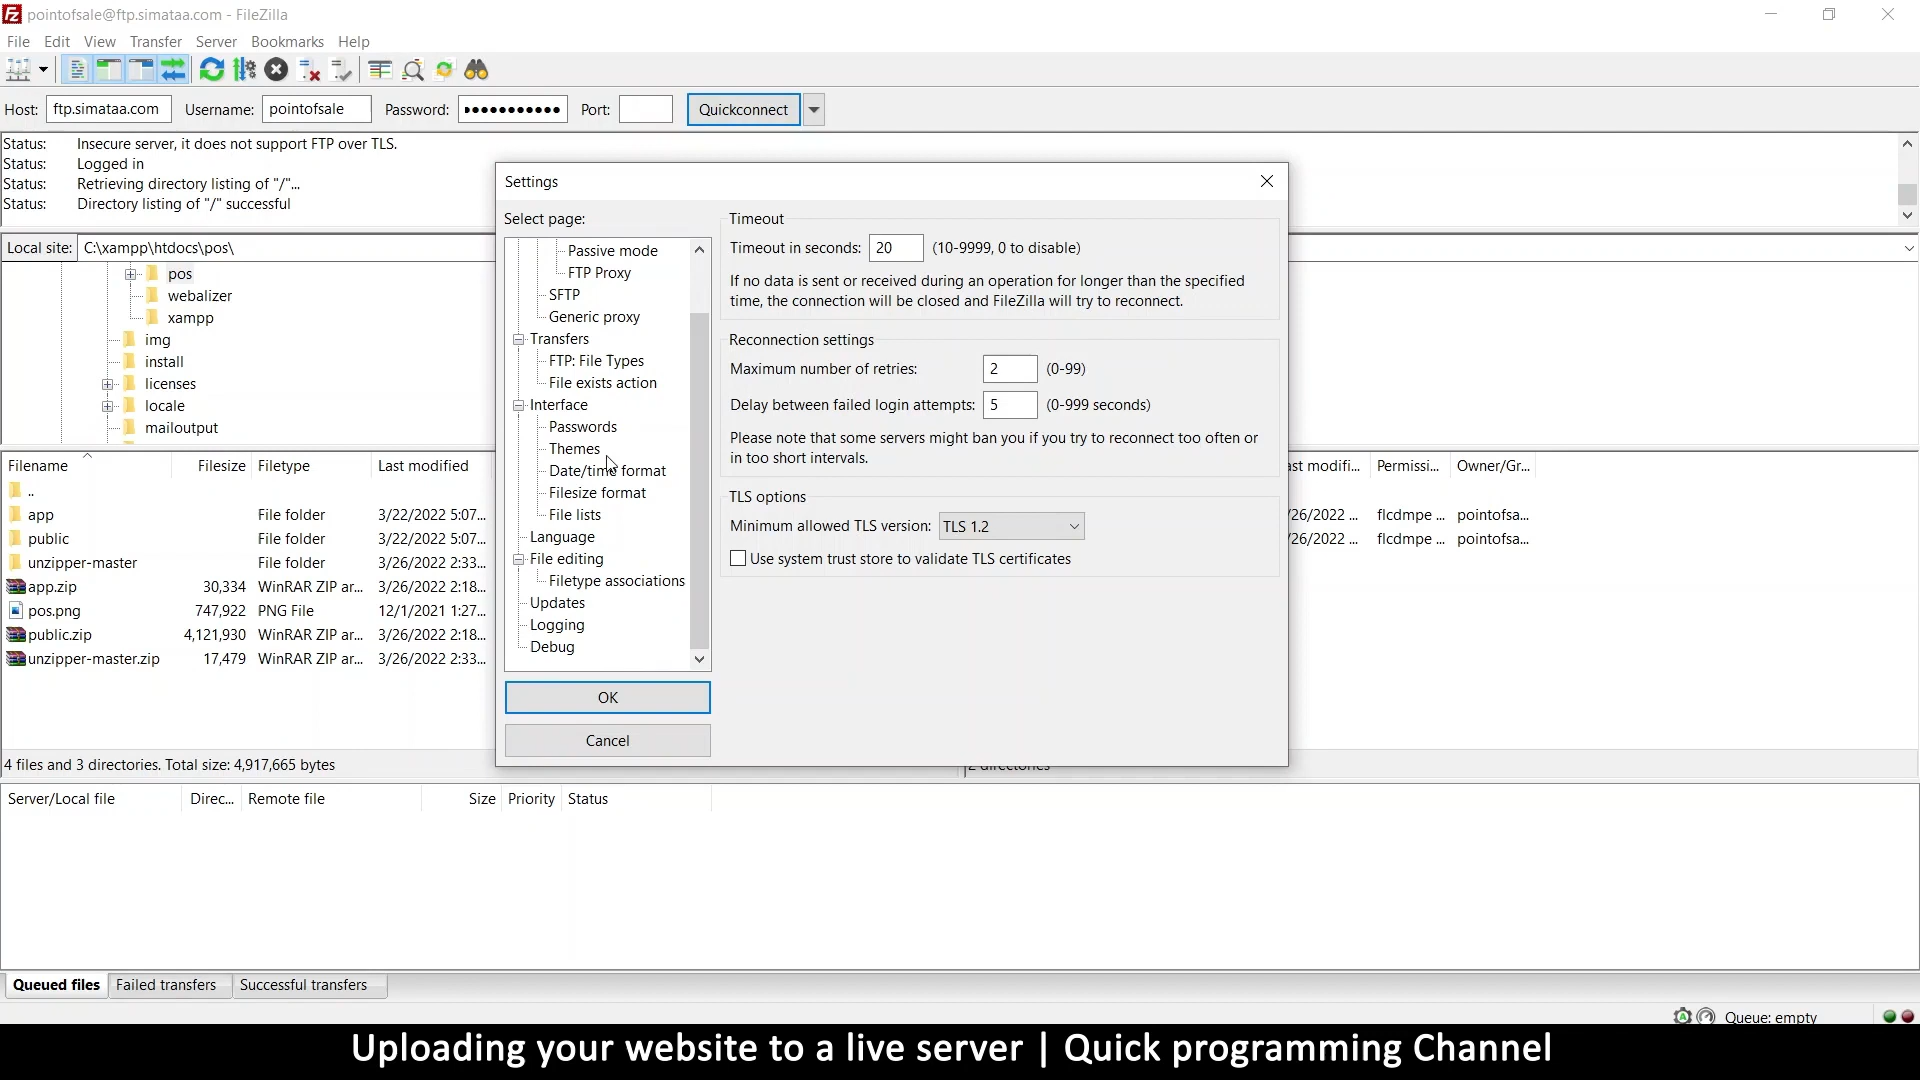 pointofsale@ftp.simataa.com - FileZilla
File Edit View Transfer Server Bookmarks Help
Host: ftp.simataa.com Username: pointofsale Password: ●●●●●●●●●●● Port: Quickconnect
Status: Insecure server, it does not support FTP over TLS.
Status: Logged in
Status: Retrieving directory listing of "/"...
Status: Directory listing of "/" successful
Local site: C:\xampp\htdocs\pos\
pos
webalizer
xampp
img
install
licenses
locale
mailoutput
Filename Filesize Filetype Last modified
..
app File folder 3/22/2022 5:07...
public File folder 3/22/2022 5:07...
unzipper-master File folder 3/26/2022 2:33...
app.zip 30,334 WinRAR ZIP ar... 3/26/2022 2:18...
pos.png 747,922 PNG File 12/1/2021 1:27...
public.zip 4,121,930 WinRAR ZIP ar... 3/26/2022 2:18...
unzipper-master.zip 17,479 WinRAR ZIP ar... 3/26/2022 2:33...
4 files and 3 directories. Total size: 4,917,665 bytes
Settings
Select page:
Passive mode
FTP Proxy
SFTP
Generic proxy
Transfers
FTP: File Types
File exists action
Interface
Passwords
Themes
Date/time format
Filesize format
File lists
Language
File editing
Filetype associations
Updates
Logging
Debug
OK
Cancel
Timeout
Timeout in seconds: 20 (10-9999, 0 to disable)
If no data is sent or received during an operation for longer than the specified
time, the connection will be closed and FileZilla will try to reconnect.
Reconnection settings
Maximum number of retries: 2 (0-99)
Delay between failed login attempts: 5 (0-999 seconds)
Please note that some servers might ban you if you try to reconnect too often or
in too short intervals.
TLS options
Minimum allowed TLS version: TLS 1.2
Use system trust store to validate TLS certificates
ast modifi... Permissi... Owner/Gr...
/26/2022 ... flcdmpe ... pointofsa...
/26/2022 ... flcdmpe ... pointofsa...
2 directories
Server/Local file Direc... Remote file Size Priority Status
Queued files Failed transfers Successful transfers
Queue: empty
Uploading your website to a live server | Quick programming Channel